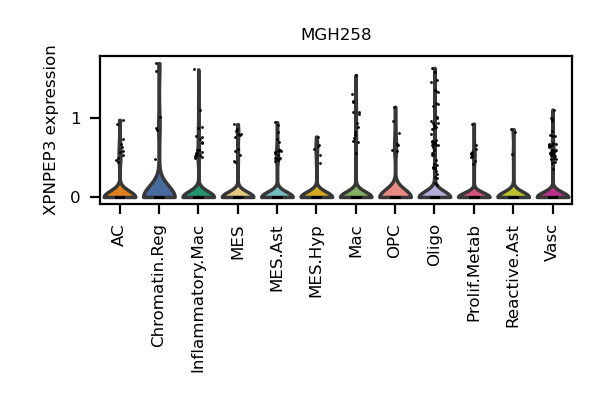 MGH258
XPNPEP3 expression
1
0
AC
Chromatin.Reg
Inflammatory.Mac
MES
MES.Ast
MES.Hyp
Mac
OPC
Oligo
Prolif.Metab
Reactive.Ast
Vasc